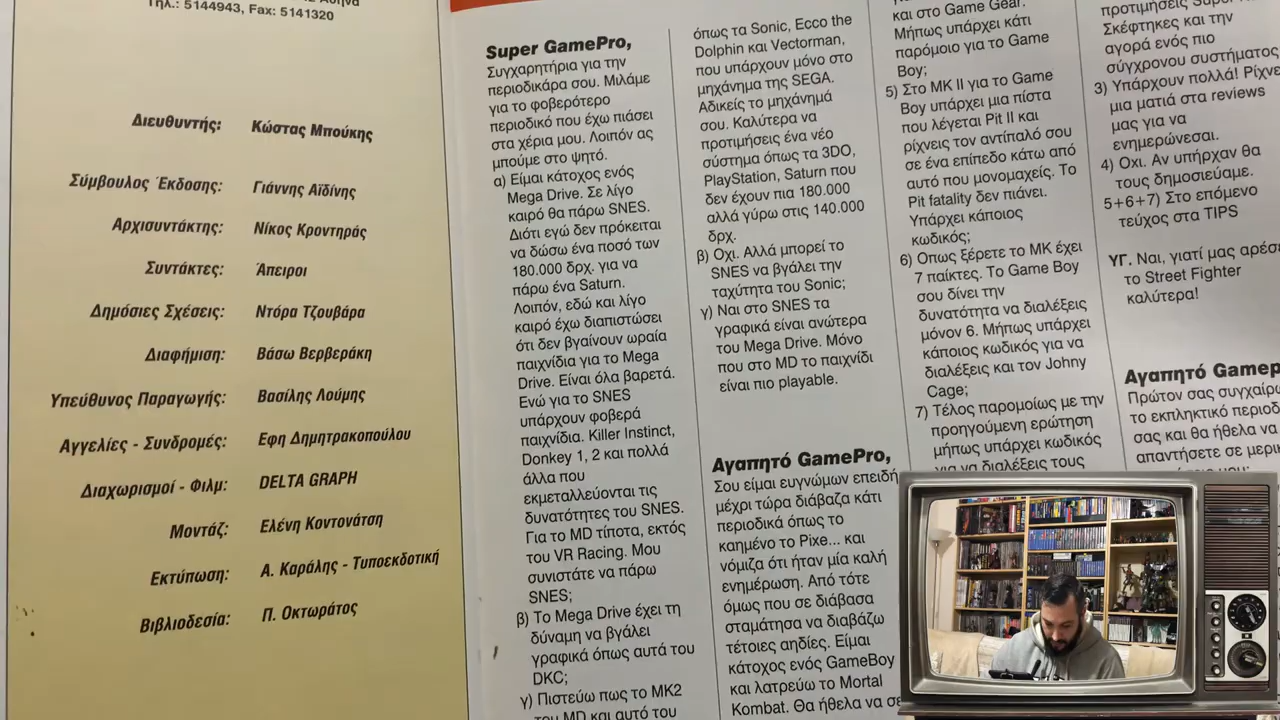 Τηλ.: 5144943, Fax: 5141320
Διευθυντής: Κώστας Μπούκης
Σύμβουλος Έκδοσης: Γιάννης Αϊδίνης
Αρχισυντάκτης: Νίκος Κροντηράς
Συντάκτες: Άπειροι
Δημόσιες Σχέσεις: Ντόρα Τζουβάρα
Διαφήμιση: Βάσω Βερβεράκη
Υπεύθυνος Παραγωγής: Βασίλης Λούμης
Αγγελίες - Συνδρομές: Εφη Δημητρακοπούλου
Διαχωρισμοί - Φιλμ: DELTA GRAPH
Μοντάζ: Ελένη Κοντονάτση
Εκτύπωση: Α. Καράλης - Τυποεκδοτική
Βιβλιοδεσία: Π. Οκτωράτος
Super GamePro,
Συγχαρητήρια για την
περιοδικάρα σου. Μιλάμε
για το φοβερότερο
περιοδικό που έχω πιάσει
στα χέρια μου. Λοιπόν ας
μπούμε στο ψητό.
α) Είμαι κάτοχος ενός
Mega Drive. Σε λίγο
καιρό θα πάρω SNES.
Διότι εγώ δεν πρόκειται
να δώσω ένα ποσό των
180.000 δρχ. για να
πάρω ένα Saturn.
Λοιπόν, εδώ και λίγο
καιρό έχω διαπιστώσει
ότι δεν βγαίνουν ωραία
παιχνίδια για το Mega
Drive. Είναι όλα βαρετά.
Ενώ για το SNES
υπάρχουν φοβερά
παιχνίδια. Killer Instinct,
Donkey 1, 2 και πολλά
άλλα που
εκμεταλλεύονται τις
δυνατότητες του SNES.
Για το MD τίποτα, εκτός
του VR Racing. Μου
συνιστάτε να πάρω
SNES;
β) Το Mega Drive έχει τη
δύναμη να βγάλει
γραφικά όπως αυτά του
DKC;
γ) Πιστεύω πως το MK2
του MD και αυτό του
όπως τα Sonic, Ecco the
Dolphin και Vectorman,
που υπάρχουν μόνο στο
μηχάνημα της SEGA.
Αδικείς το μηχάνημά
σου. Καλύτερα να
προτιμήσεις ένα νέο
σύστημα όπως τα 3DO,
PlayStation, Saturn που
δεν έχουν πια 180.000
αλλά γύρω στις 140.000
δρχ.
β) Οχι. Αλλά μπορεί το
SNES να βγάλει την
ταχύτητα του Sonic;
γ) Ναι στο SNES τα
γραφικά είναι ανώτερα
του Mega Drive. Μόνο
που στο MD το παιχνίδι
είναι πιο playable.
Αγαπητό GamePro,
Σου είμαι ευγνώμων επειδή
μέχρι τώρα διάβαζα κάτι
περιοδικά όπως το
καημένο το Pixe... και
νόμιζα ότι ήταν μία καλή
ενημέρωση. Από τότε
όμως που σε διάβασα
σταμάτησα να διαβάζω
τέτοιες αηδίες. Είμαι
κάτοχος ενός GameBoy
και λατρεύω το Mortal
Kombat. Θα ήθελα να σε
και στο Game Gear.
Μήπως υπάρχει κάτι
παρόμοιο για το Game
Boy;
5) Στο MK II για το Game
Boy υπάρχει μια πίστα
που λέγεται Pit II και
ρίχνεις τον αντίπαλό σου
σε ένα επίπεδο κάτω από
αυτό που μονομαχείς. Το
Pit fatality δεν πιάνει.
Υπάρχει κάποιος
κωδικός;
6) Οπως ξέρετε το MK έχει
7 παίκτες. Το Game Boy
σου δίνει την
δυνατότητα να διαλέξεις
μόνον 6. Μήπως υπάρχει
κάποιος κωδικός για να
διαλέξεις και τον Johny
Cage;
7) Τέλος παρομοίως με την
προηγούμενη ερώτηση
μήπως υπάρχει κωδικός
για να διαλέξεις τους
προτιμήσεις
Σκέφτηκες και την
αγορά ενός πιο
σύγχρονου συστήματος
3) Υπάρχουν πολλά! Ρίχνε
μια ματιά στα reviews
μας για να
ενημερώνεσαι.
4) Οχι. Αν υπήρχαν θα
τους δημοσιεύαμε.
5+6+7) Στο επόμενο
τεύχος στα TIPS
ΥΓ. Ναι, γιατί μας αρέσε
το Street Fighter
καλύτερα!
Αγαπητό Gamep
Πρώτον σας συγχαίρω
το εκπληκτικό περιοδ
σας και θα ήθελα να
απαντήσετε σε μερικ